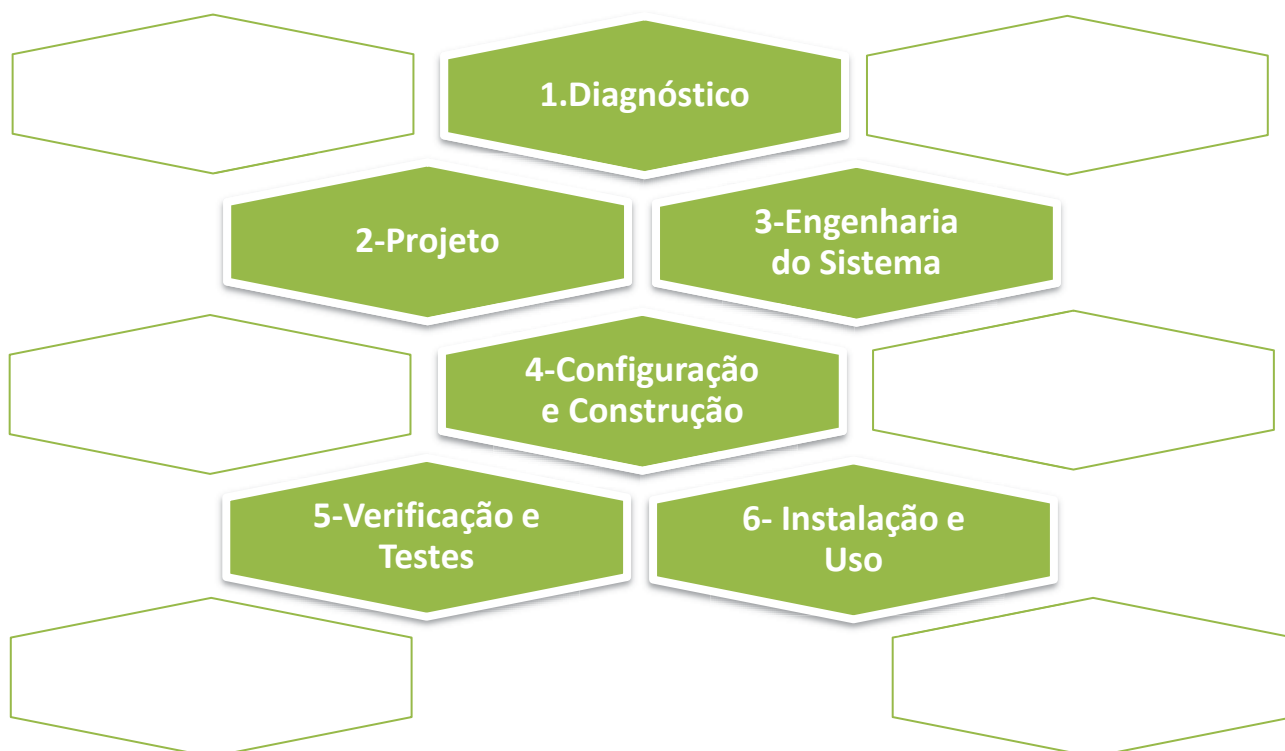 1.Diagnóstico
2-Projeto
3-Engenharia
do Sistema
4-Configuração
e Construção
5-Verificação e
Testes
6- Instalação e
Uso